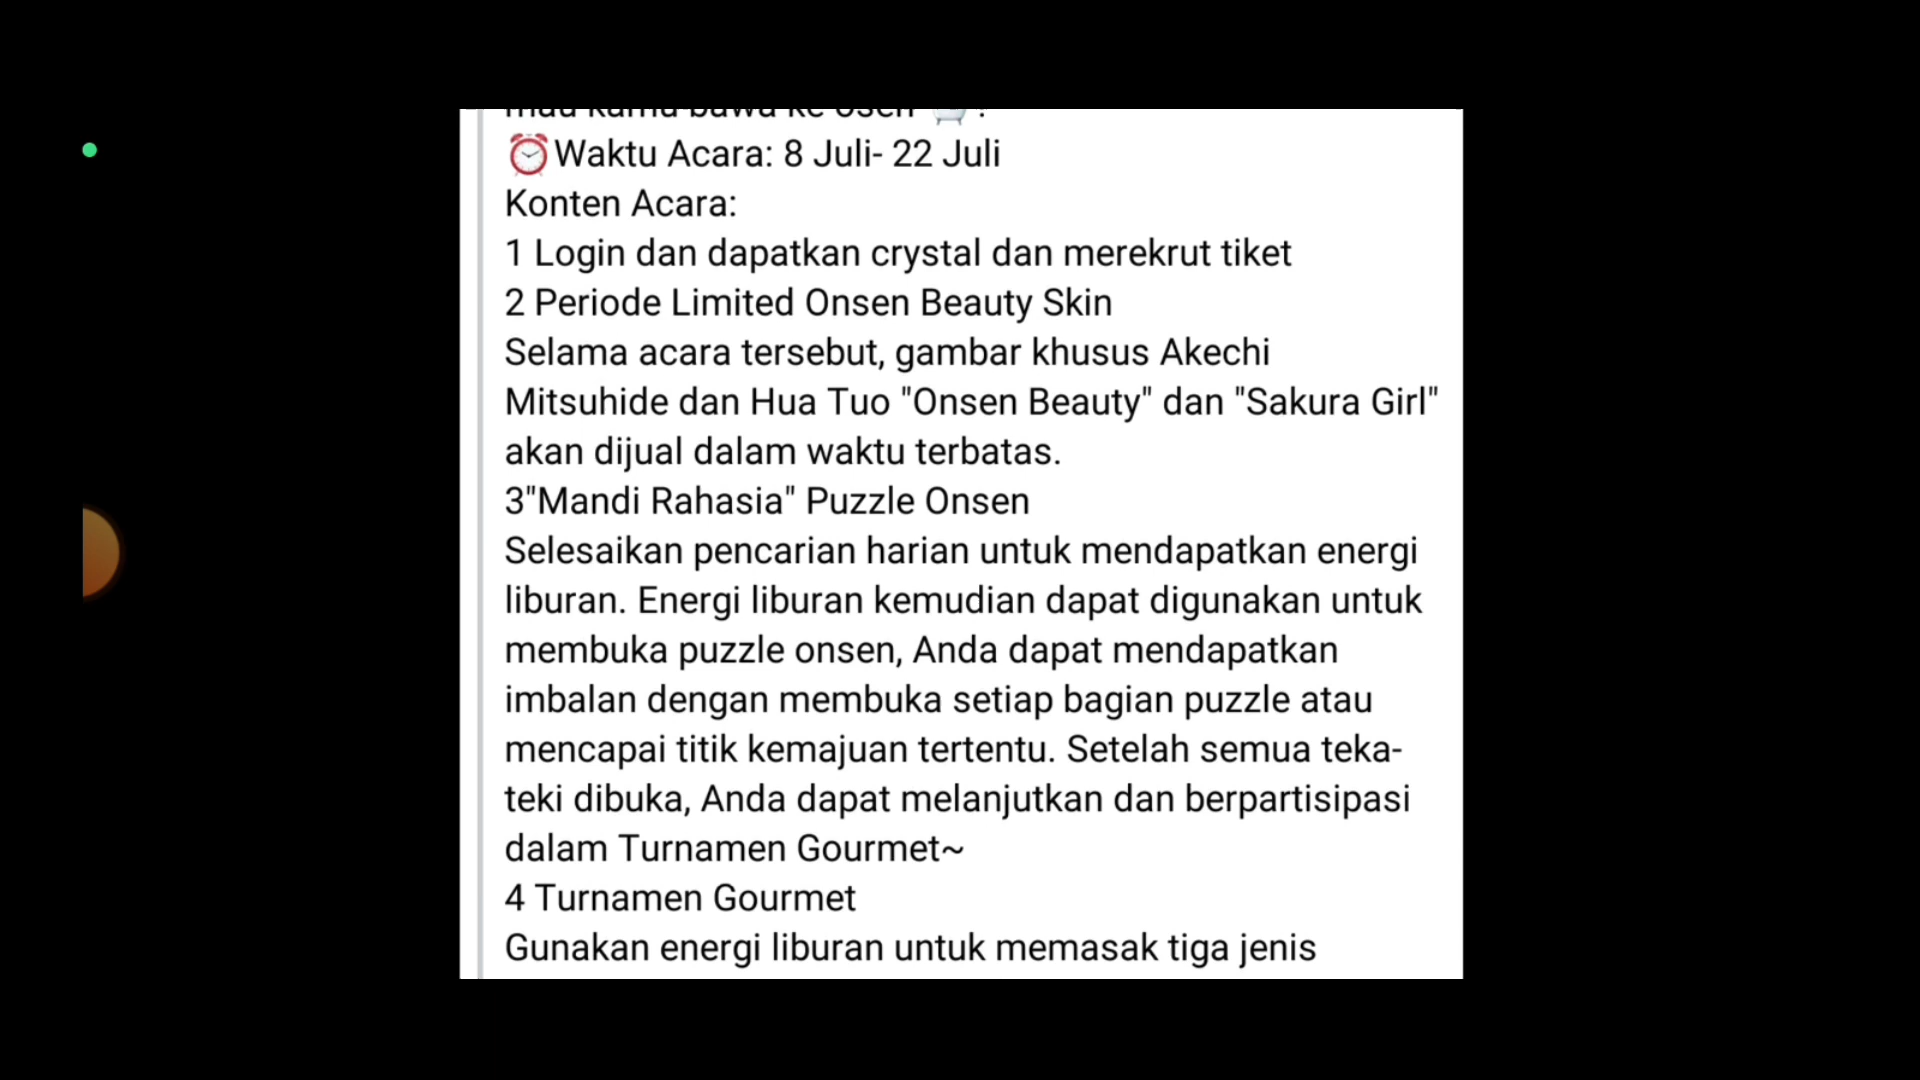 mau kamu bawa ke osen 🛁?
⏰Waktu Acara: 8 Juli- 22 Juli
Konten Acara:
1 Login dan dapatkan crystal dan merekrut tiket
2 Periode Limited Onsen Beauty Skin
Selama acara tersebut, gambar khusus Akechi
Mitsuhide dan Hua Tuo "Onsen Beauty" dan "Sakura Girl"
akan dijual dalam waktu terbatas.
3"Mandi Rahasia" Puzzle Onsen
Selesaikan pencarian harian untuk mendapatkan energi
liburan. Energi liburan kemudian dapat digunakan untuk
membuka puzzle onsen, Anda dapat mendapatkan
imbalan dengan membuka setiap bagian puzzle atau
mencapai titik kemajuan tertentu. Setelah semua teka-
teki dibuka, Anda dapat melanjutkan dan berpartisipasi
dalam Turnamen Gourmet~
4 Turnamen Gourmet
Gunakan energi liburan untuk memasak tiga jenis